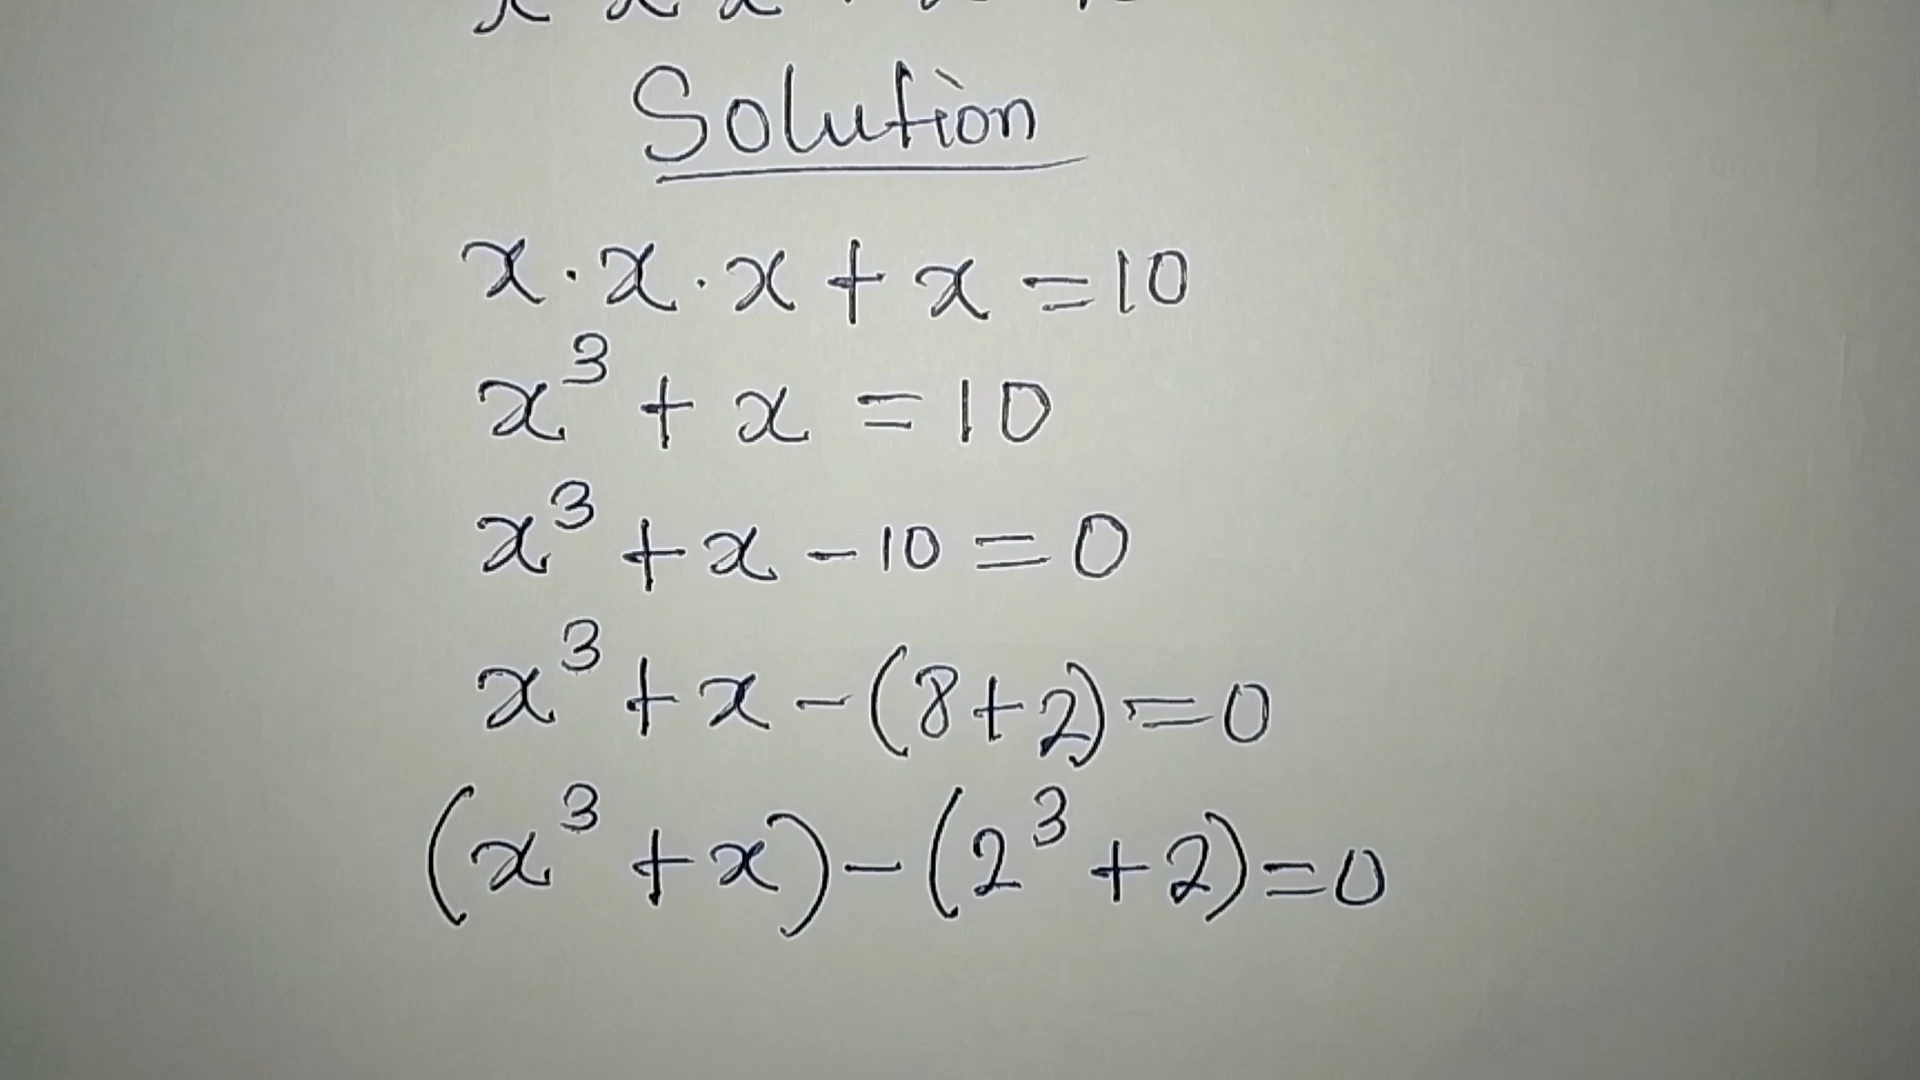 Solution
x · x · x + x = 10
x³ + x = 10
x³ + x - 10 = 0
x³ + x - (8 + 2) = 0
(x³ + x) - (2³ + 2) = 0